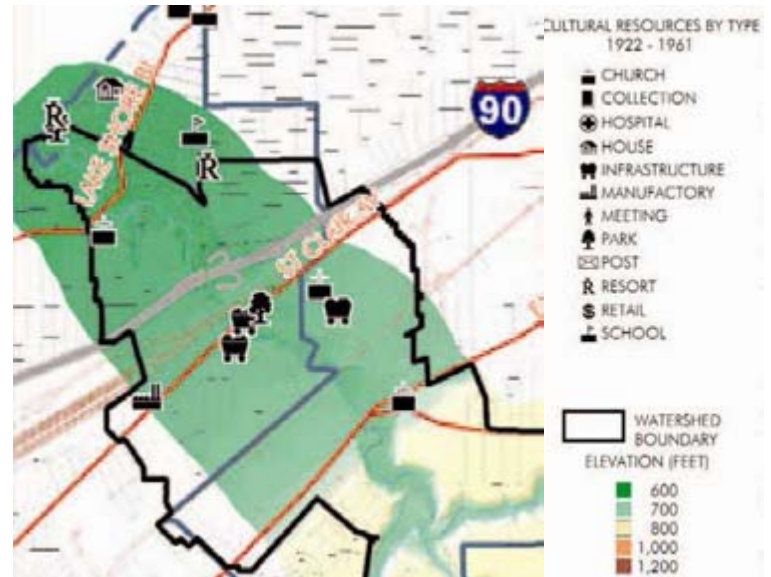 CULTURAL RESOURCES BY TYPE
1922 - 1961
CHURCH
COLLECTION
HOSPITAL
HOUSE
INFRASTRUCTURE
MANUFACTORY
MEETING
PARK
POST
RESORT
RETAIL
SCHOOL
WATERSHED
BOUNDARY
ELEVATION (FEET)
600
700
800
1,000
1,200
LAKE SHORE BL
90
ST CLAIR AV
R
R